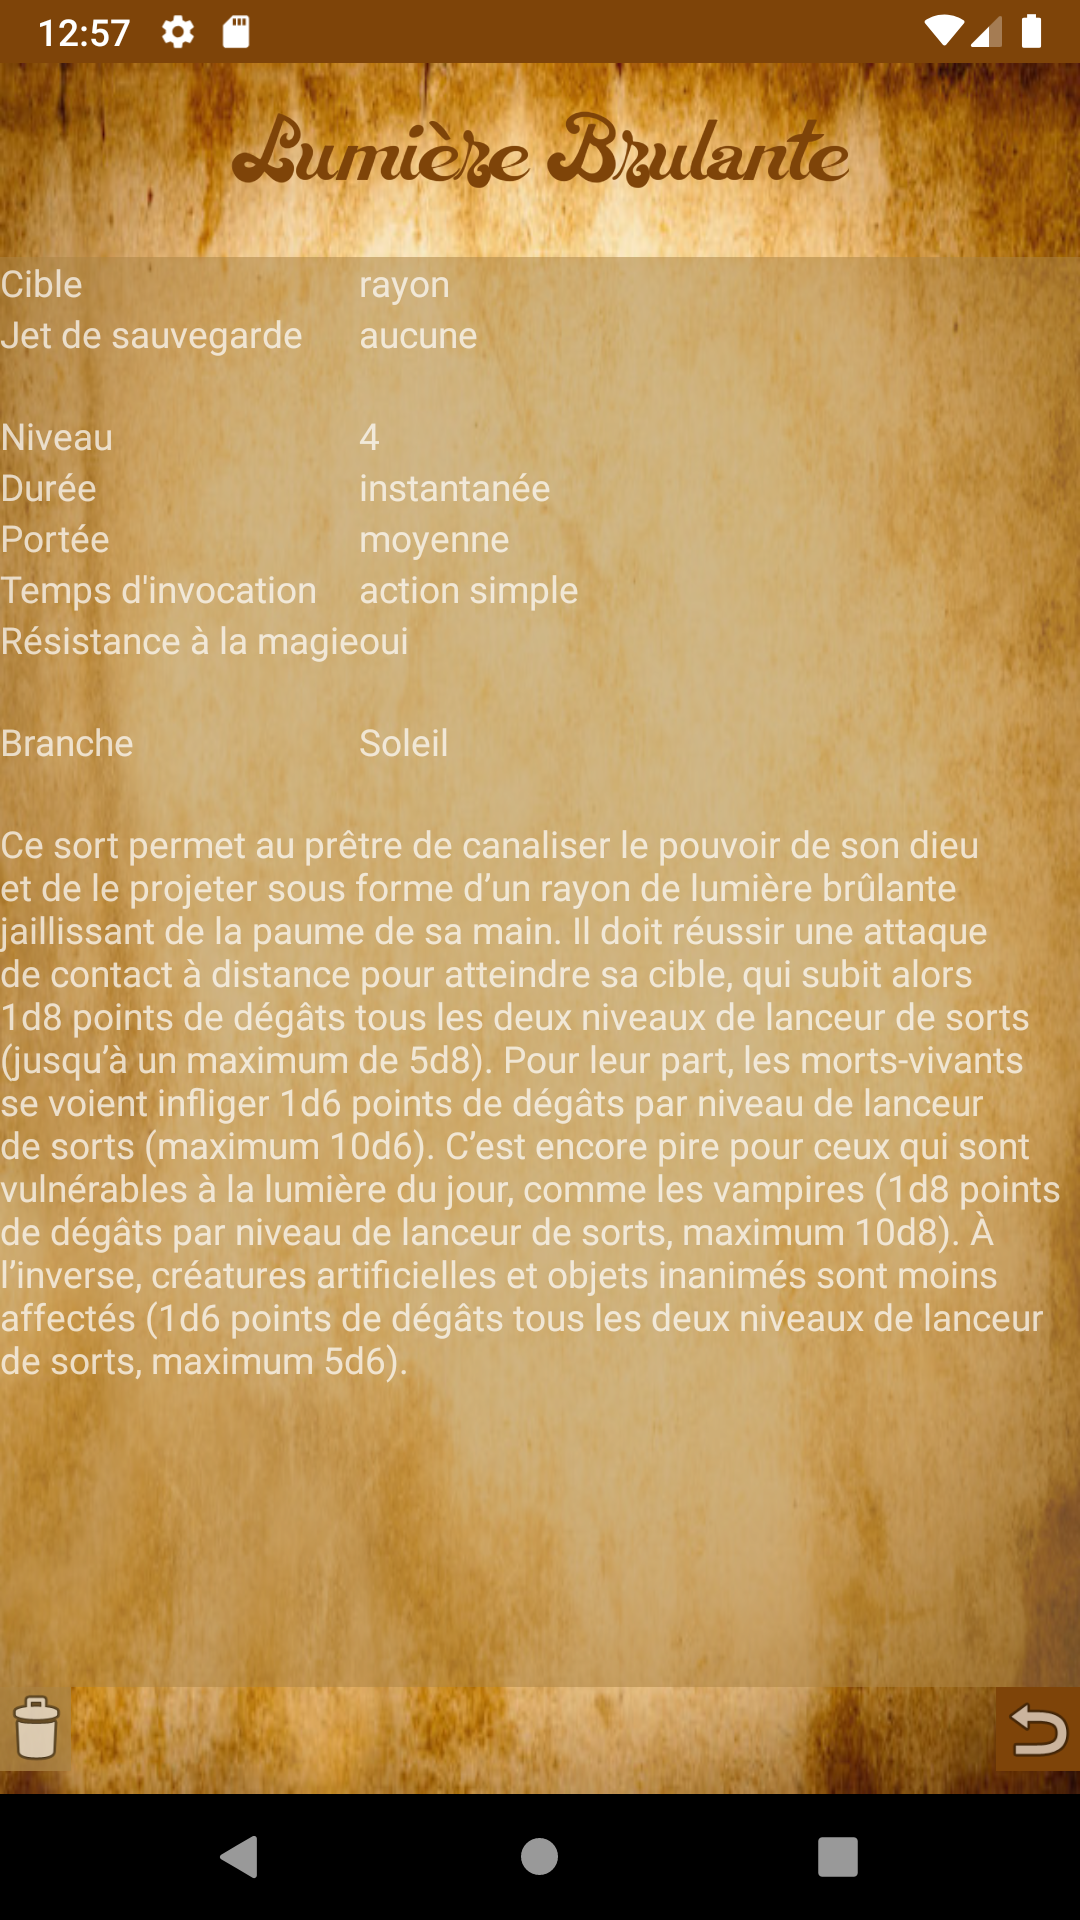 12:57
Lumière Brulante
Cible rayon
Jet de sauvegarde aucune
Niveau 4
Durée instantanée
Portée moyenne
Temps d'invocation action simple
Résistance à la magie oui
Branche Soleil
Ce sort permet au prêtre de canaliser le pouvoir de son dieu
et de le projeter sous forme d’un rayon de lumière brûlante
jaillissant de la paume de sa main. Il doit réussir une attaque
de contact à distance pour atteindre sa cible, qui subit alors
1d8 points de dégâts tous les deux niveaux de lanceur de sorts
(jusqu’à un maximum de 5d8). Pour leur part, les morts-vivants
se voient infliger 1d6 points de dégâts par niveau de lanceur
de sorts (maximum 10d6). C’est encore pire pour ceux qui sont
vulnérables à la lumière du jour, comme les vampires (1d8 points
de dégâts par niveau de lanceur de sorts, maximum 10d8). À
l’inverse, créatures artificielles et objets inanimés sont moins
affectés (1d6 points de dégâts tous les deux niveaux de lanceur
de sorts, maximum 5d6).